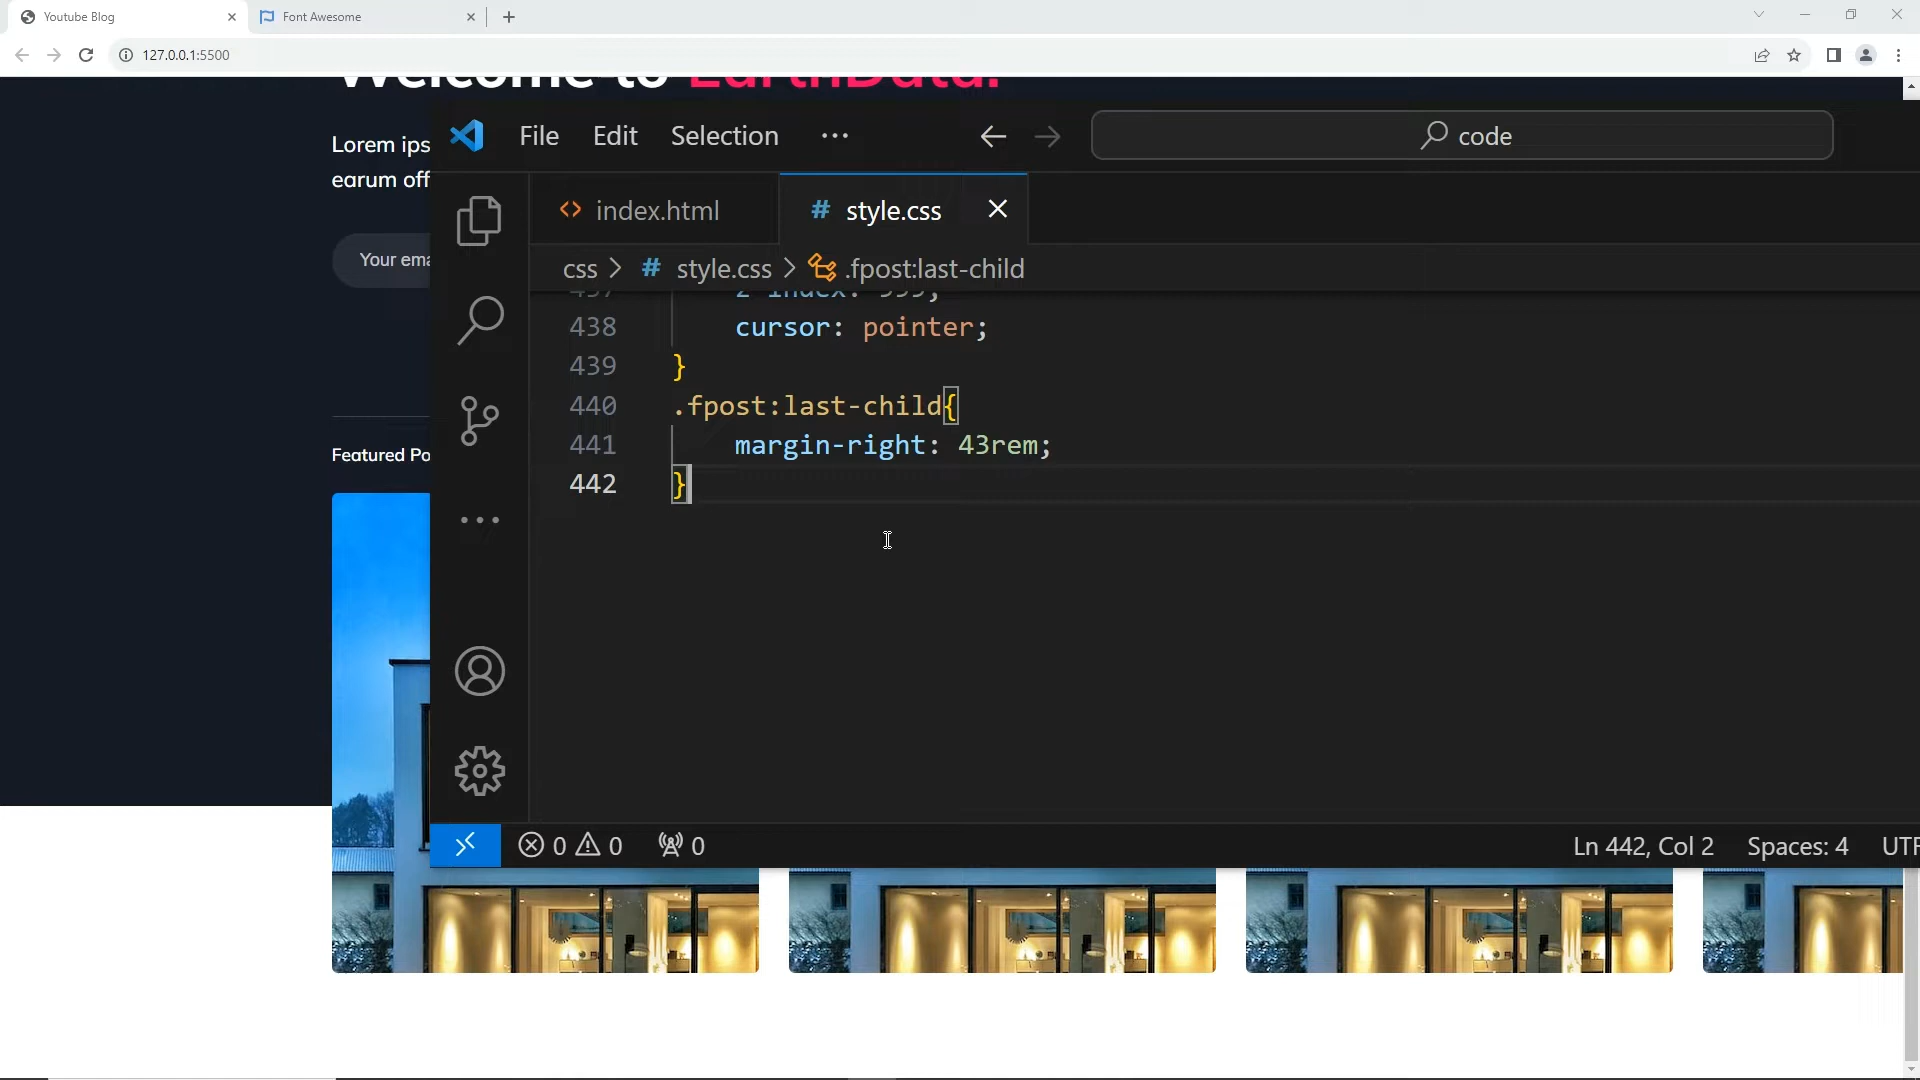 Youtube Blog
Font Awesome
127.0.0.1:5500
Welcome to EarthData.
Lorem ips
earum off
Your ema
Featured Po
File Edit Selection ···
code
index.html
# style.css
css > # style.css > .fpost:last-child
437 z-index: 999;
438 cursor: pointer;
439 }
440 .fpost:last-child{
441 margin-right: 43rem;
442 }
0 0 0
Ln 442, Col 2 Spaces: 4 UTF